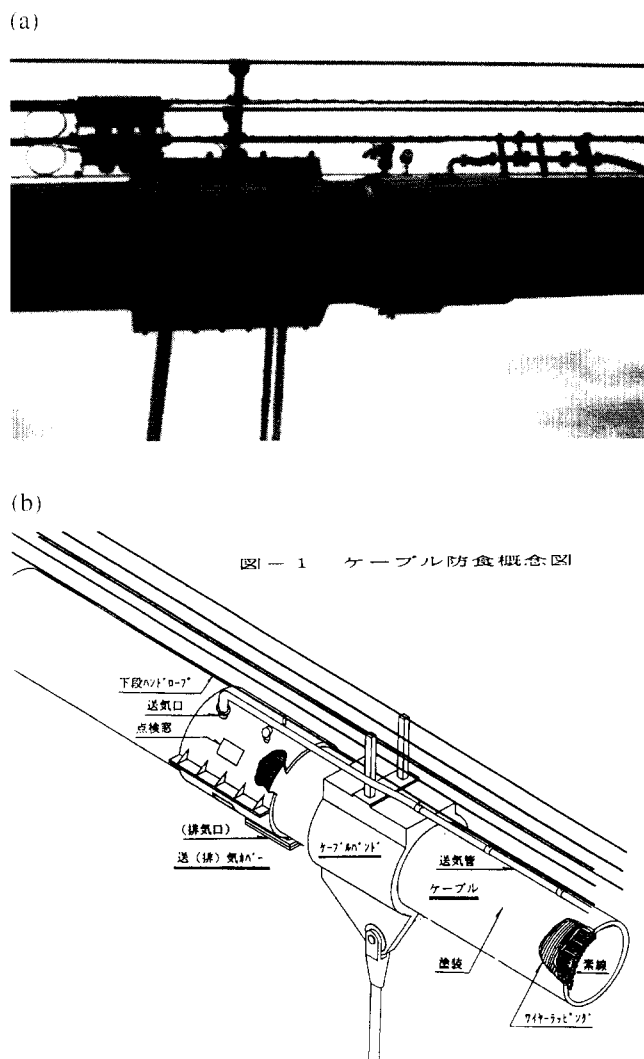 (a)
(b)
図-1 ケーブル防食概念図
下段ハンドロープ
送気口
点検窓
(排気口)
送(排)気カバー
ケーブルバンド
送気管
ケーブル
塗装
素線
ワイヤーラッピング